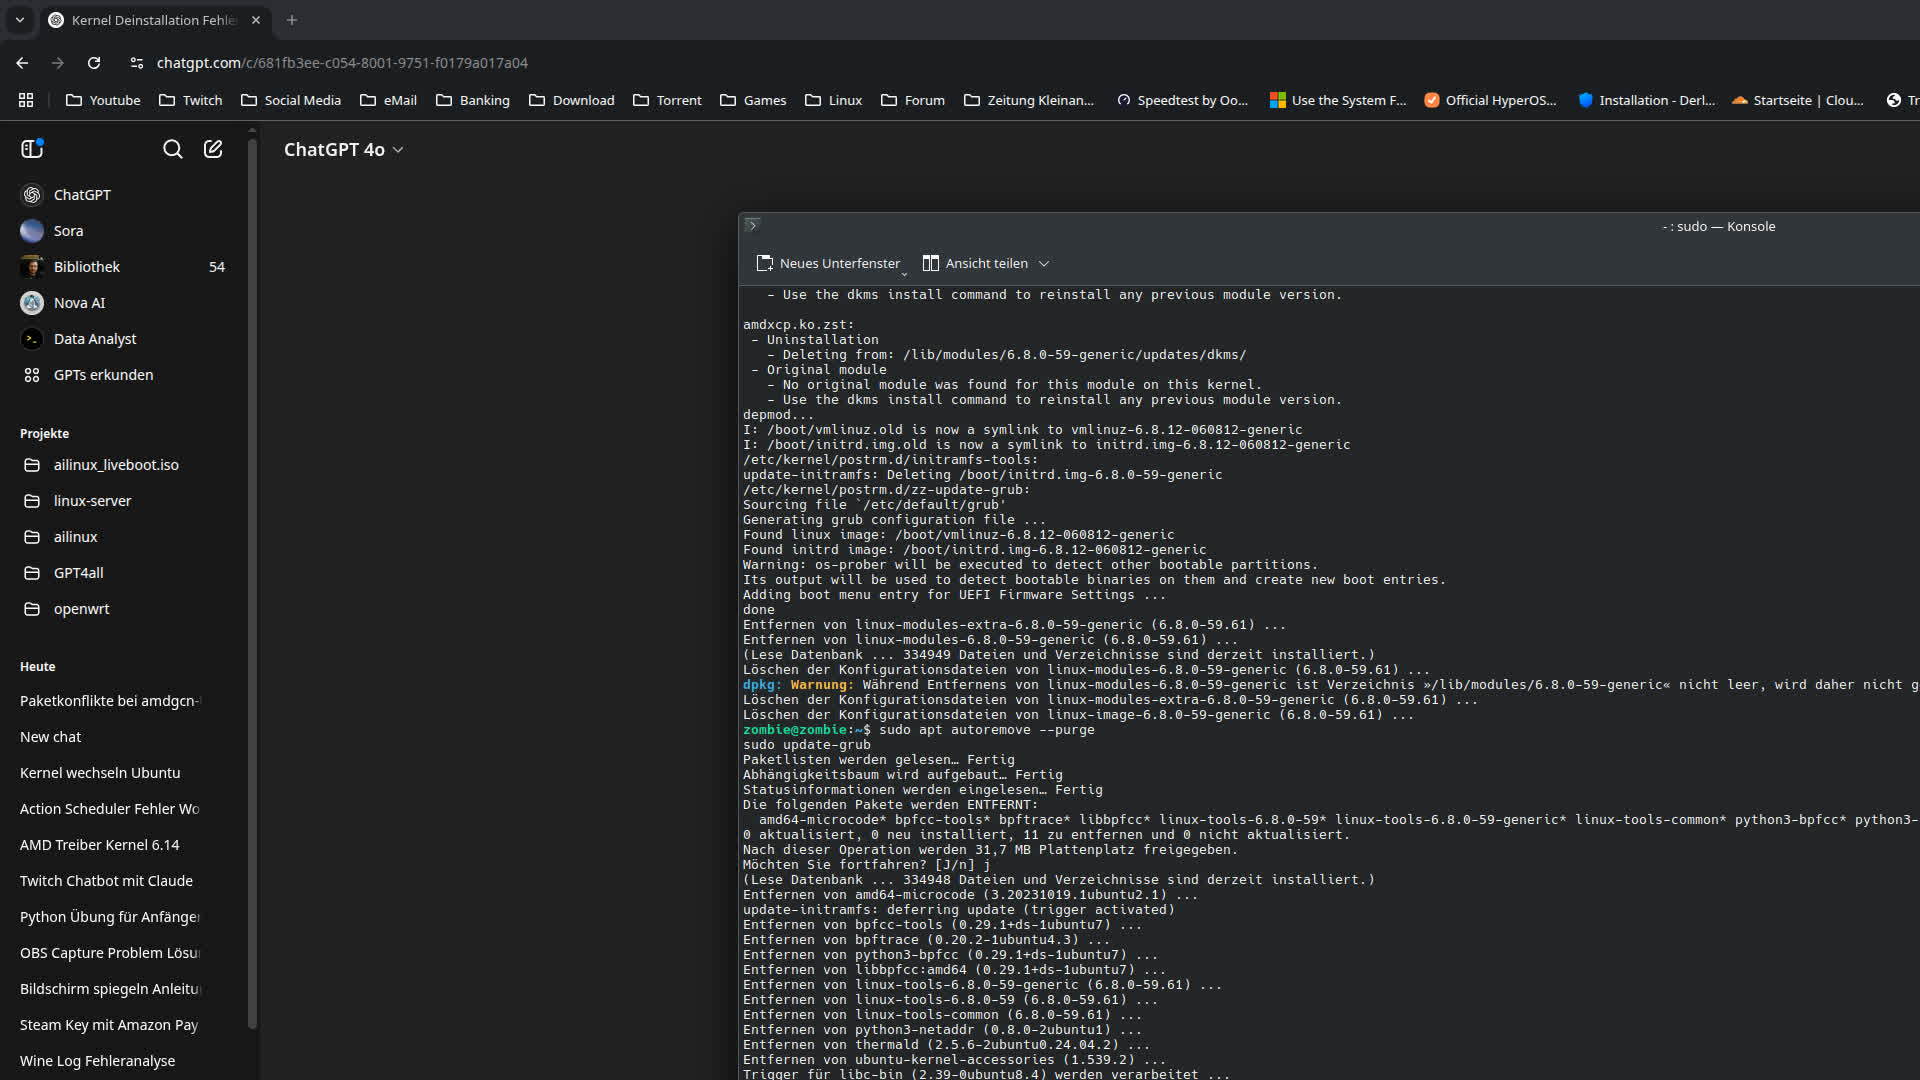 Kernel Deinstallation Fehle
chatgpt.com/c/681fb3ee-c054-8001-9751-f0179a017a04
Youtube Twitch Social Media eMail Banking Download Torrent Games Linux Forum Zeitung Kleinan... Speedtest by Oo... Use the System F... Official HyperOS... Installation - Derl... Startseite | Clou... Tr
ChatGPT 4o
ChatGPT
Sora
Bibliothek 54
Nova AI
Data Analyst
GPTs erkunden
Projekte
ailinux_liveboot.iso
linux-server
ailinux
GPT4all
openwrt
Heute
Paketkonflikte bei amdgcn-
New chat
Kernel wechseln Ubuntu
Action Scheduler Fehler Wo
AMD Treiber Kernel 6.14
Twitch Chatbot mit Claude
Python Übung für Anfänger
OBS Capture Problem Lösu
Bildschirm spiegeln Anleitu
Steam Key mit Amazon Pay
Wine Log Fehleranalyse
- : sudo — Konsole
Neues Unterfenster Ansicht teilen
- Use the dkms install command to reinstall any previous module version.
amdxcp.ko.zst:
- Uninstallation
- Deleting from: /lib/modules/6.8.0-59-generic/updates/dkms/
- Original module
- No original module was found for this module on this kernel.
- Use the dkms install command to reinstall any previous module version.
depmod...
I: /boot/vmlinuz.old is now a symlink to vmlinuz-6.8.12-060812-generic
I: /boot/initrd.img.old is now a symlink to initrd.img-6.8.12-060812-generic
/etc/kernel/postrm.d/initramfs-tools:
update-initramfs: Deleting /boot/initrd.img-6.8.0-59-generic
/etc/kernel/postrm.d/zz-update-grub:
Sourcing file `/etc/default/grub'
Generating grub configuration file ...
Found linux image: /boot/vmlinuz-6.8.12-060812-generic
Found initrd image: /boot/initrd.img-6.8.12-060812-generic
Warning: os-prober will be executed to detect other bootable partitions.
Its output will be used to detect bootable binaries on them and create new boot entries.
Adding boot menu entry for UEFI Firmware Settings ...
done
Entfernen von linux-modules-extra-6.8.0-59-generic (6.8.0-59.61) ...
Entfernen von linux-modules-6.8.0-59-generic (6.8.0-59.61) ...
(Lese Datenbank ... 334949 Dateien und Verzeichnisse sind derzeit installiert.)
Löschen der Konfigurationsdateien von linux-modules-6.8.0-59-generic (6.8.0-59.61) ...
dpkg: Warnung: Während Entfernens von linux-modules-6.8.0-59-generic ist Verzeichnis »/lib/modules/6.8.0-59-generic« nicht leer, wird daher nicht g
Löschen der Konfigurationsdateien von linux-modules-extra-6.8.0-59-generic (6.8.0-59.61) ...
Löschen der Konfigurationsdateien von linux-image-6.8.0-59-generic (6.8.0-59.61) ...
zombie@zombie:~$ sudo apt autoremove --purge
sudo update-grub
Paketlisten werden gelesen… Fertig
Abhängigkeitsbaum wird aufgebaut… Fertig
Statusinformationen werden eingelesen… Fertig
Die folgenden Pakete werden ENTFERNT:
amd64-microcode* bpfcc-tools* bpftrace* libbpfcc* linux-tools-6.8.0-59* linux-tools-6.8.0-59-generic* linux-tools-common* python3-bpfcc* python3-
0 aktualisiert, 0 neu installiert, 11 zu entfernen und 0 nicht aktualisiert.
Nach dieser Operation werden 31,7 MB Plattenplatz freigegeben.
Möchten Sie fortfahren? [J/n] j
(Lese Datenbank ... 334948 Dateien und Verzeichnisse sind derzeit installiert.)
Entfernen von amd64-microcode (3.20231019.1ubuntu2.1) ...
update-initramfs: deferring update (trigger activated)
Entfernen von bpfcc-tools (0.29.1+ds-1ubuntu7) ...
Entfernen von bpftrace (0.20.2-1ubuntu4.3) ...
Entfernen von python3-bpfcc (0.29.1+ds-1ubuntu7) ...
Entfernen von libbpfcc:amd64 (0.29.1+ds-1ubuntu7) ...
Entfernen von linux-tools-6.8.0-59-generic (6.8.0-59.61) ...
Entfernen von linux-tools-6.8.0-59 (6.8.0-59.61) ...
Entfernen von linux-tools-common (6.8.0-59.61) ...
Entfernen von python3-netaddr (0.8.0-2ubuntu1) ...
Entfernen von thermald (2.5.6-2ubuntu0.24.04.2) ...
Entfernen von ubuntu-kernel-accessories (1.539.2) ...
Trigger für libc-bin (2.39-0ubuntu8.4) werden verarbeitet ...